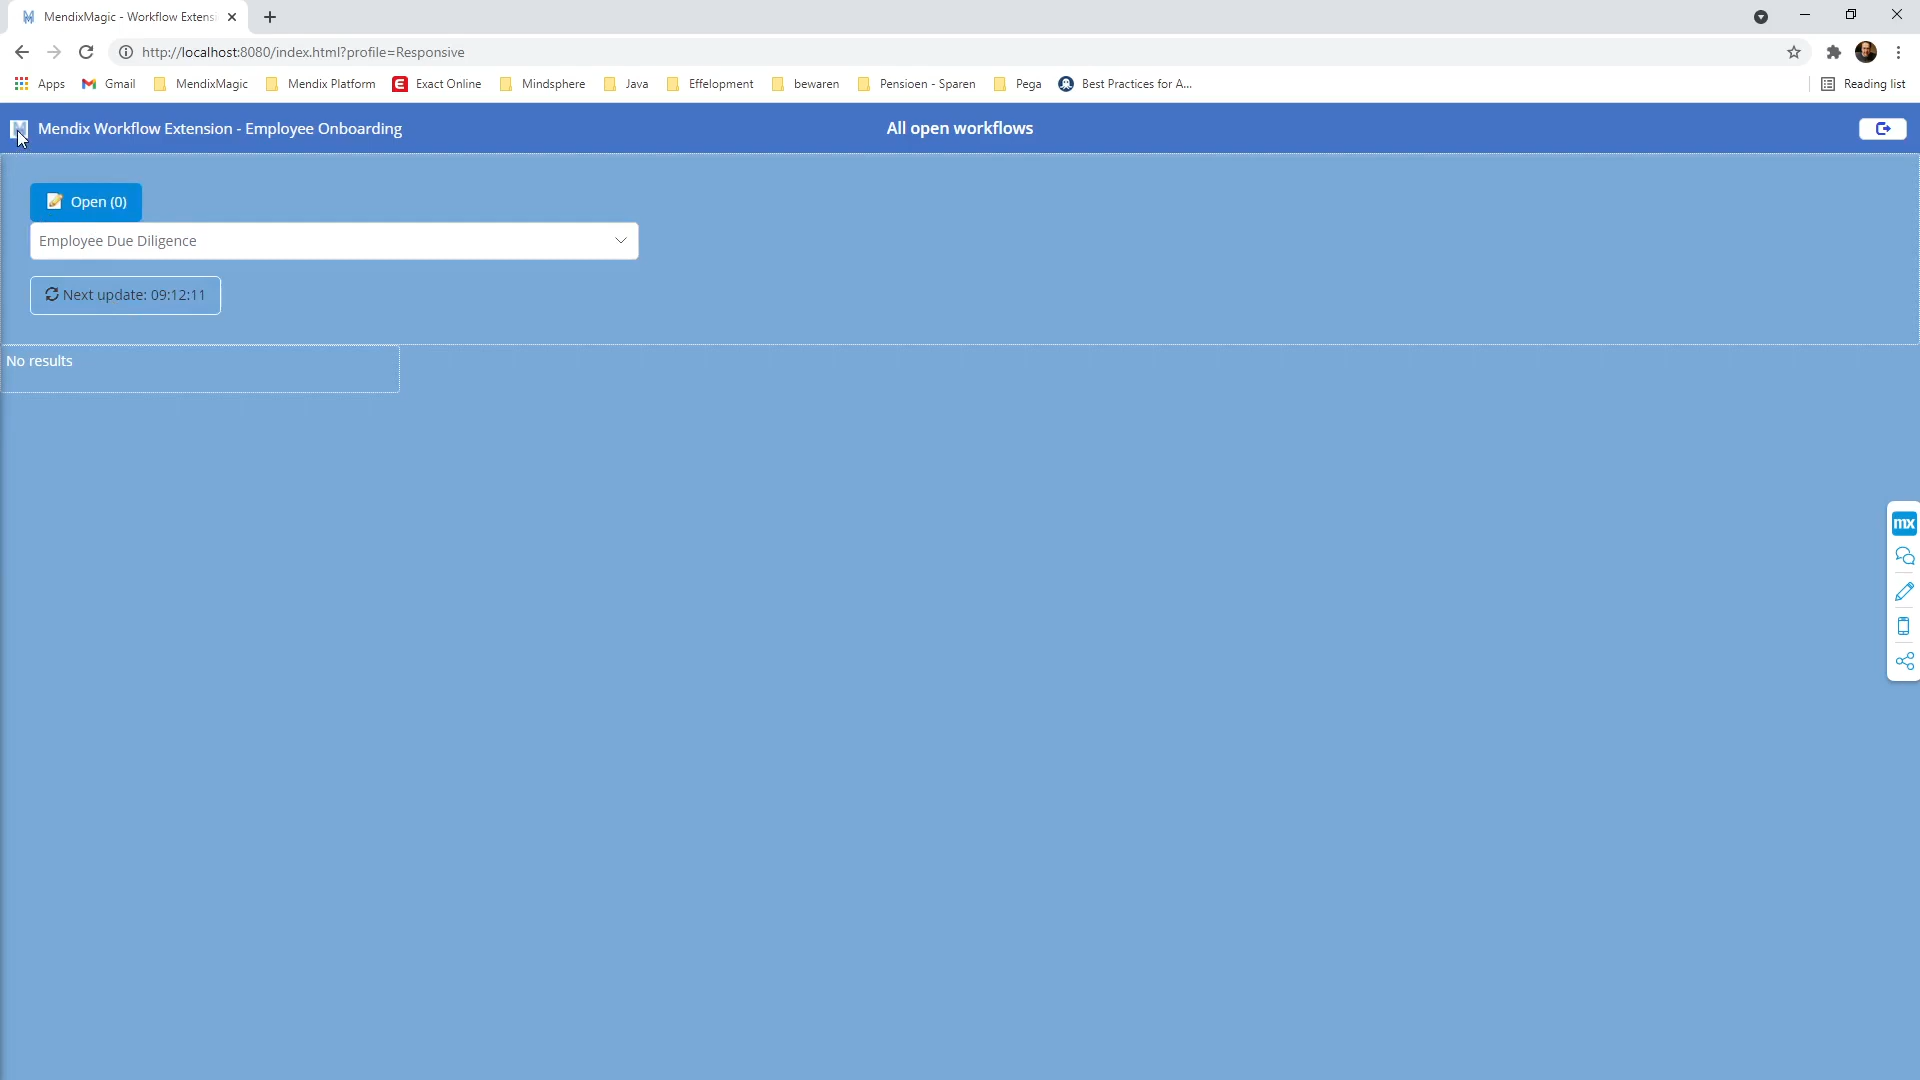 MendixMagic - Workflow Extens
http://localhost:8080/index.html?profile=Responsive
Apps Gmail MendixMagic Mendix Platform Exact Online Mindsphere Java Effelopment bewaren Pensioen - Sparen Pega Best Practices for A... Reading list
Mendix Workflow Extension - Employee Onboarding All open workflows
Open (0)
Employee Due Diligence
Next update: 09:12:11
No results
mx